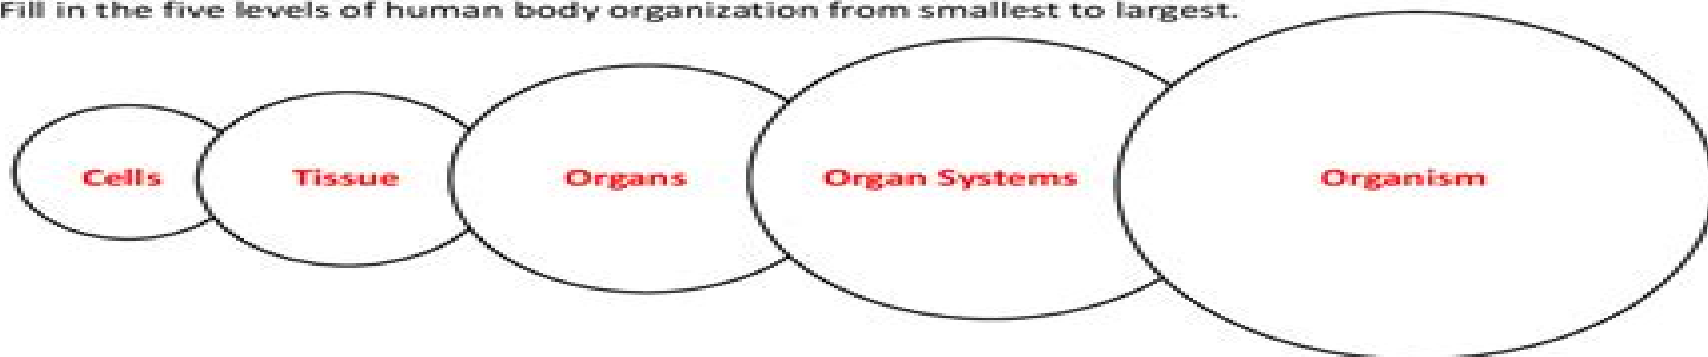 Fill in the five levels of human body organization from smallest to largest.
Cells Tissue Organs Organ Systems Organism